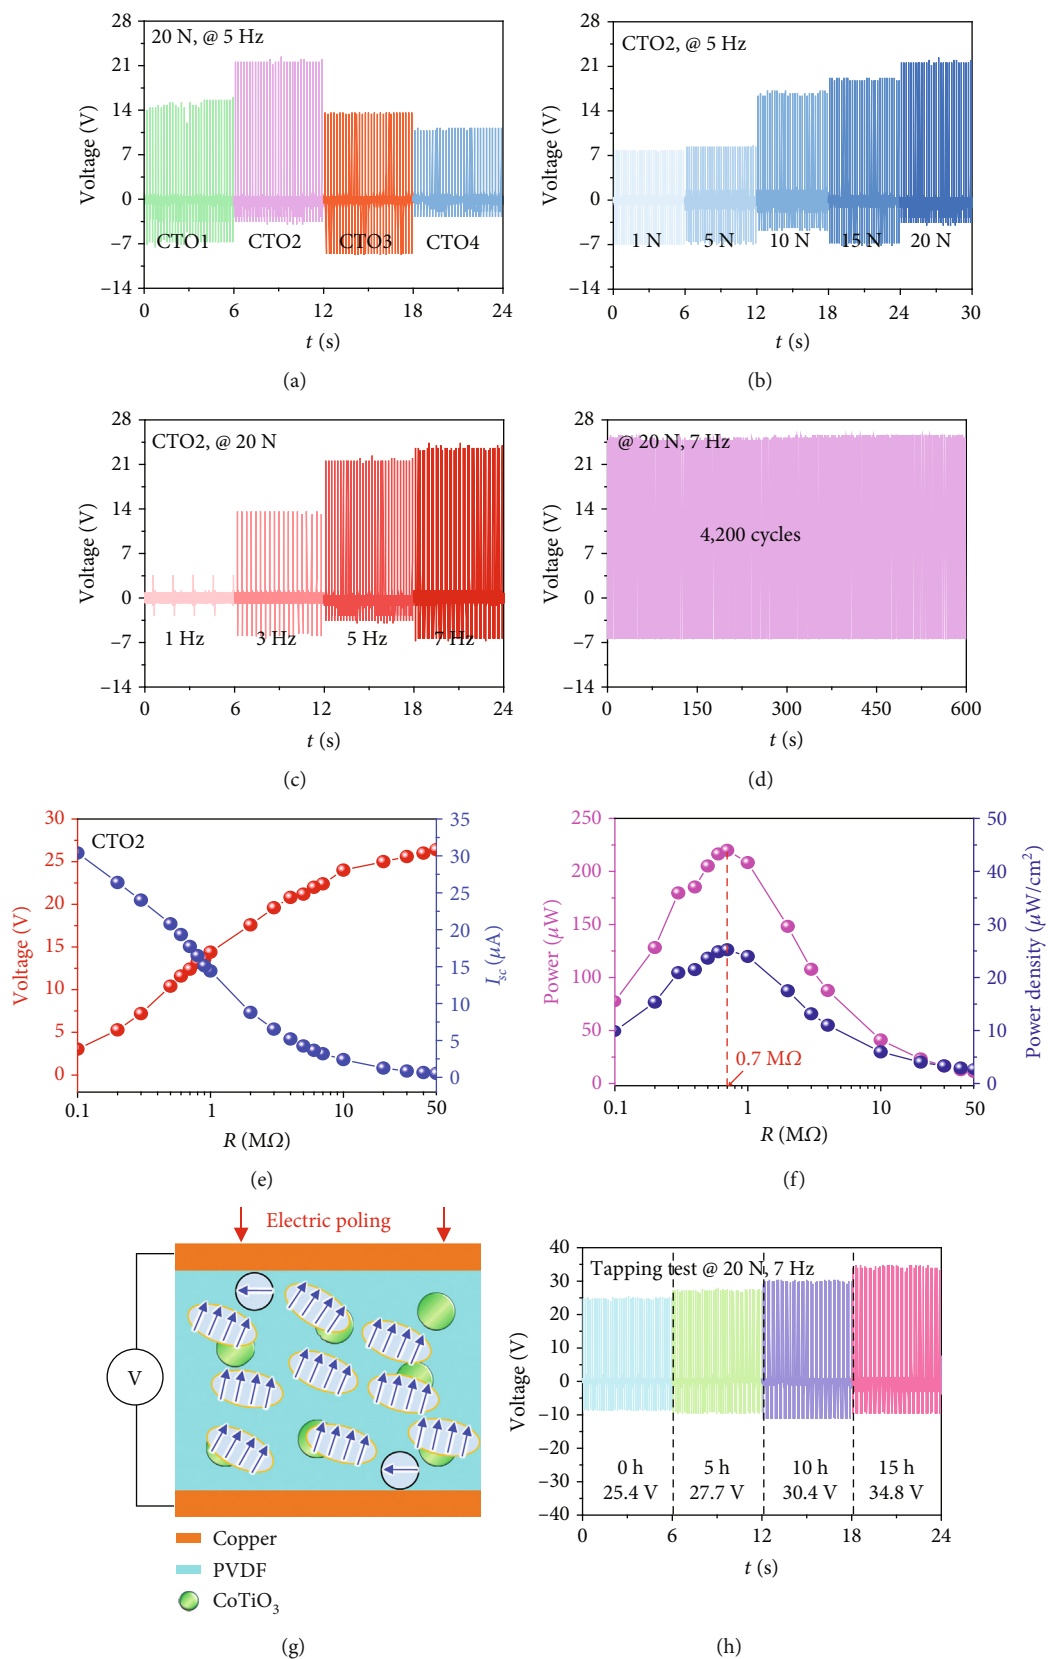 28
21
14
7
0
−7
−14
Voltage (V)
20 N, @ 5 Hz
CTO1
CTO2
CTO3
CTO4
0
6
12
18
24
t (s)
(a)
28
21
14
7
0
−7
−14
Voltage (V)
CTO2, @ 5 Hz
1 N
5 N
10 N
15 N
20 N
0
6
12
18
24
30
t (s)
(b)
28
21
14
7
0
−7
−14
Voltage (V)
CTO2, @ 20 N
1 Hz
3 Hz
5 Hz
7 Hz
0
6
12
18
24
t (s)
(c)
28
21
14
7
0
−7
−14
Voltage (V)
@ 20 N, 7 Hz
4,200 cycles
0
150
300
450
600
t (s)
(d)
30
25
20
15
10
5
0
Voltage (V)
CTO2
35
30
25
20
15
10
5
0
Isc (μA)
0.1
1
10
50
R (MΩ)
(e)
250
200
150
100
50
0
Power (μW)
0.7 MΩ
50
40
30
20
10
0
Power density (μW/cm²)
0.1
1
10
50
R (MΩ)
(f)
Electric poling
V
Copper
PVDF
CoTiO₃
(g)
40
30
20
10
0
−10
−20
−30
−40
Voltage (V)
Tapping test @ 20 N, 7 Hz
0 h
25.4 V
5 h
27.7 V
10 h
30.4 V
15 h
34.8 V
0
6
12
18
24
t (s)
(h)